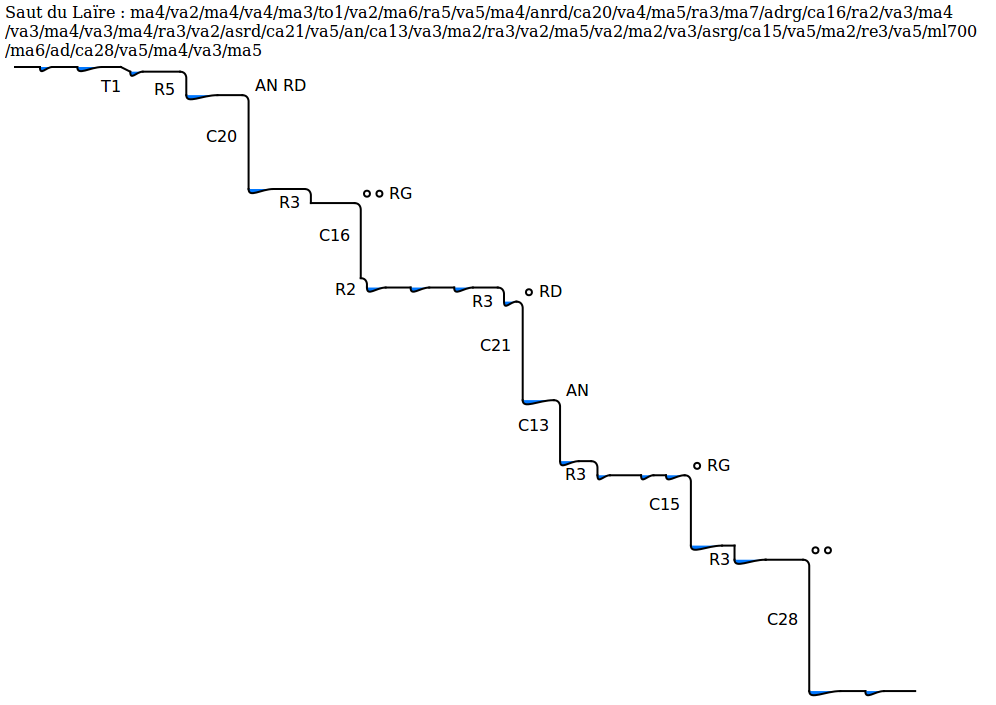 Saut du Laïre : ma4/va2/ma4/va4/ma3/to1/va2/ma6/ra5/va5/ma4/anrd/ca20/va4/ma5/ra3/ma7/adrg/ca16/ra2/va3/ma4
/va3/ma4/va3/ma4/ra3/va2/asrd/ca21/va5/an/ca13/va3/ma2/ra3/va2/ma5/va2/ma2/va3/asrg/ca15/va5/ma2/re3/va5/ml700
/ma6/ad/ca28/va5/ma4/va3/ma5
T1
R5
AN RD
C20
R3
RG
C16
R2
R3
RD
C21
AN
C13
R3
RG
C15
R3
C28